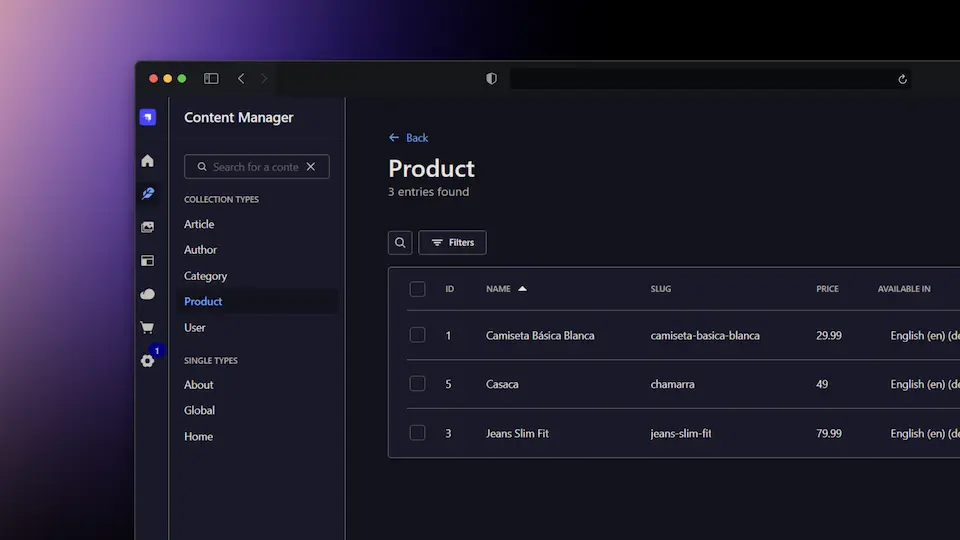 Content Manager
Search for a conte
COLLECTION TYPES
Article
Author
Category
Product
User
SINGLE TYPES
About
Global
Home
1
Back
Product
3 entries found
Filters
ID NAME SLUG PRICE AVAILABLE IN
1 Camiseta Básica Blanca camiseta-basica-blanca 29.99 English (en) (de
5 Casaca chamarra 49 English (en) (de
3 Jeans Slim Fit jeans-slim-fit 79.99 English (en) (de